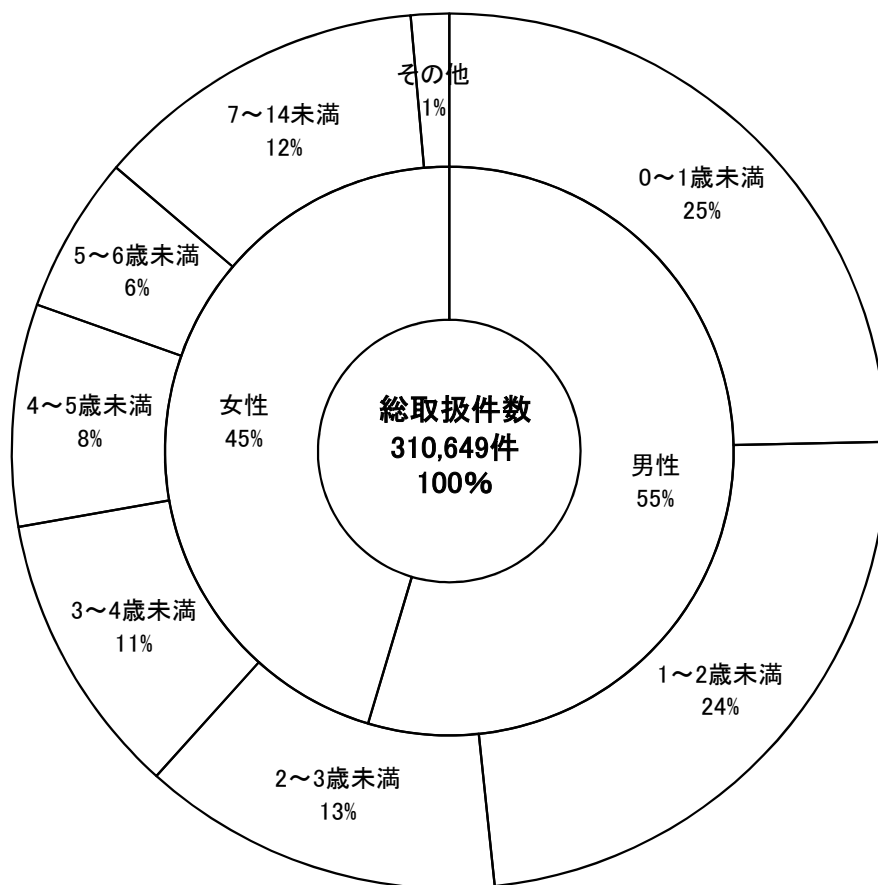 その他
1%
7～14未満
12%
0～1歳未満
25%
5～6歳未満
6%
4～5歳未満
8%
女性
45%
総取扱件数
310,649件
100%
男性
55%
3～4歳未満
11%
1～2歳未満
24%
2～3歳未満
13%